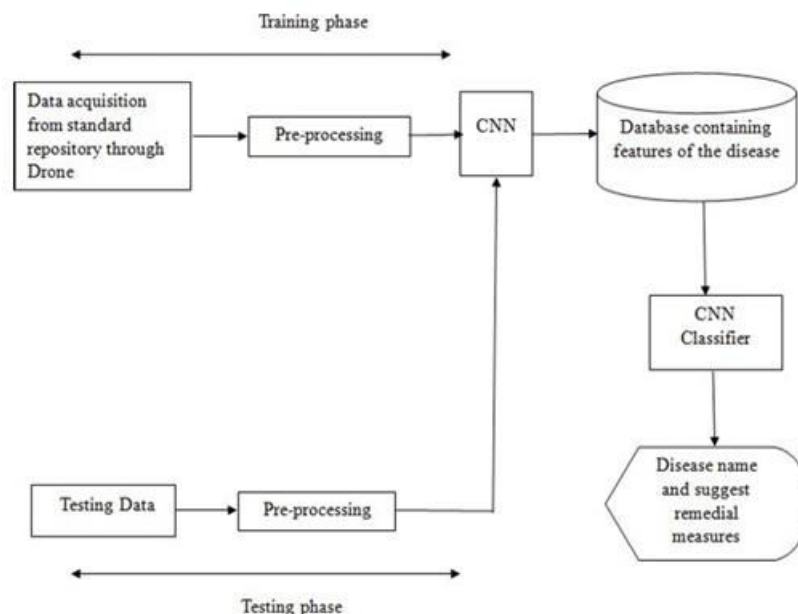 Training phase
Data acquisition
from standard
repository through
Drone
Pre-processing
CNN
Database containing
features of the disease
CNN
Classifier
Disease name
and suggest
remedial
measures
Testing Data
Pre-processing
Testing phase